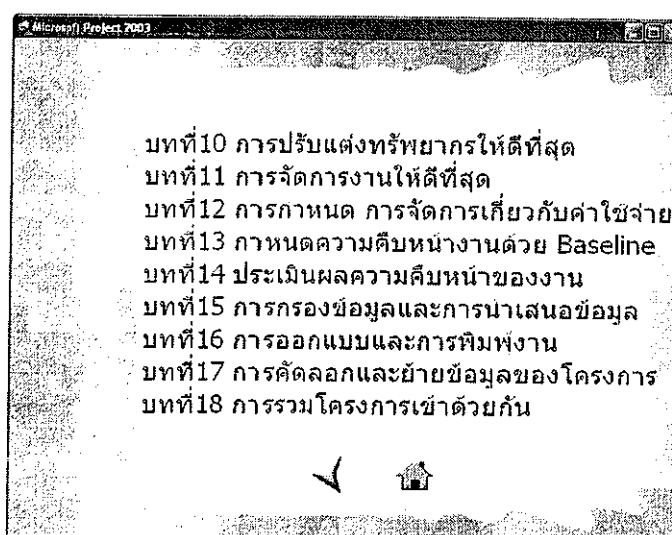 Microsoft Project 2003
บทที่10 การปรับแต่งทรัพยากรให้ดีที่สุด
บทที่11 การจัดการงานให้ดีที่สุด
บทที่12 การกำหนด การจัดการเกี่ยวกับค่าใช้จ่าย
บทที่13 กำหนดความคืบหน้างานด้วย Baseline
บทที่14 ประเมินผลความคืบหน้าของงาน
บทที่15 การกรองข้อมูลและการนำเสนอข้อมูล
บทที่16 การออกแบบและการพิมพ์งาน
บทที่17 การคัดลอกและย้ายข้อมูลของโครงการ
บทที่18 การรวมโครงการเข้าด้วยกัน